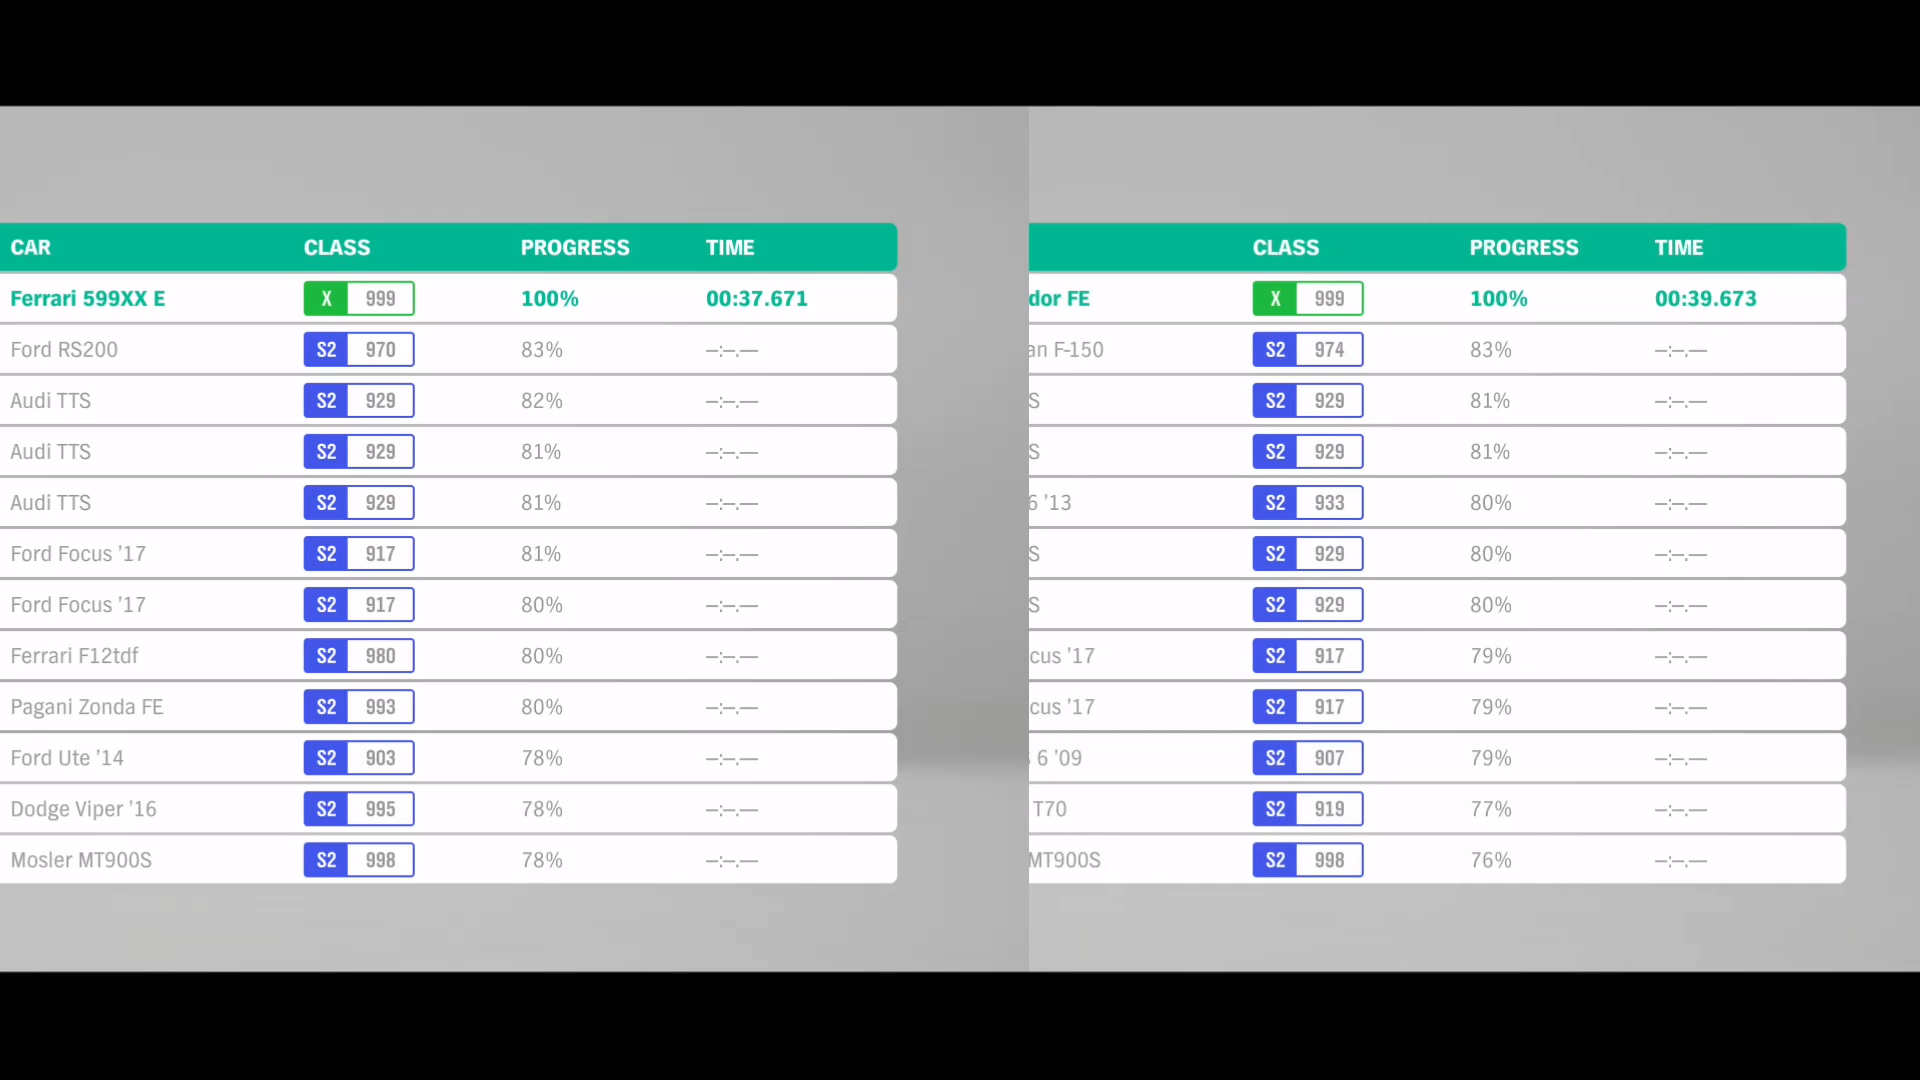 CAR CLASS PROGRESS TIME
Ferrari 599XX E X 999 100% 00:37.671
Ford RS200 S2 970 83% —:—.—
Audi TTS S2 929 82% —:—.—
Audi TTS S2 929 81% —:—.—
Audi TTS S2 929 81% —:—.—
Ford Focus ’17 S2 917 81% —:—.—
Ford Focus ’17 S2 917 80% —:—.—
Ferrari F12tdf S2 980 80% —:—.—
Pagani Zonda FE S2 993 80% —:—.—
Ford Ute ’14 S2 903 78% —:—.—
Dodge Viper ’16 S2 995 78% —:—.—
Mosler MT900S S2 998 78% —:—.—
CLASS PROGRESS TIME
dor FE X 999 100% 00:39.673
an F-150 S2 974 83% —:—.—
S S2 929 81% —:—.—
S S2 929 81% —:—.—
6 ’13 S2 933 80% —:—.—
S S2 929 80% —:—.—
S S2 929 80% —:—.—
cus ’17 S2 917 79% —:—.—
cus ’17 S2 917 79% —:—.—
6 ’09 S2 907 79% —:—.—
T70 S2 919 77% —:—.—
MT900S S2 998 76% —:—.—